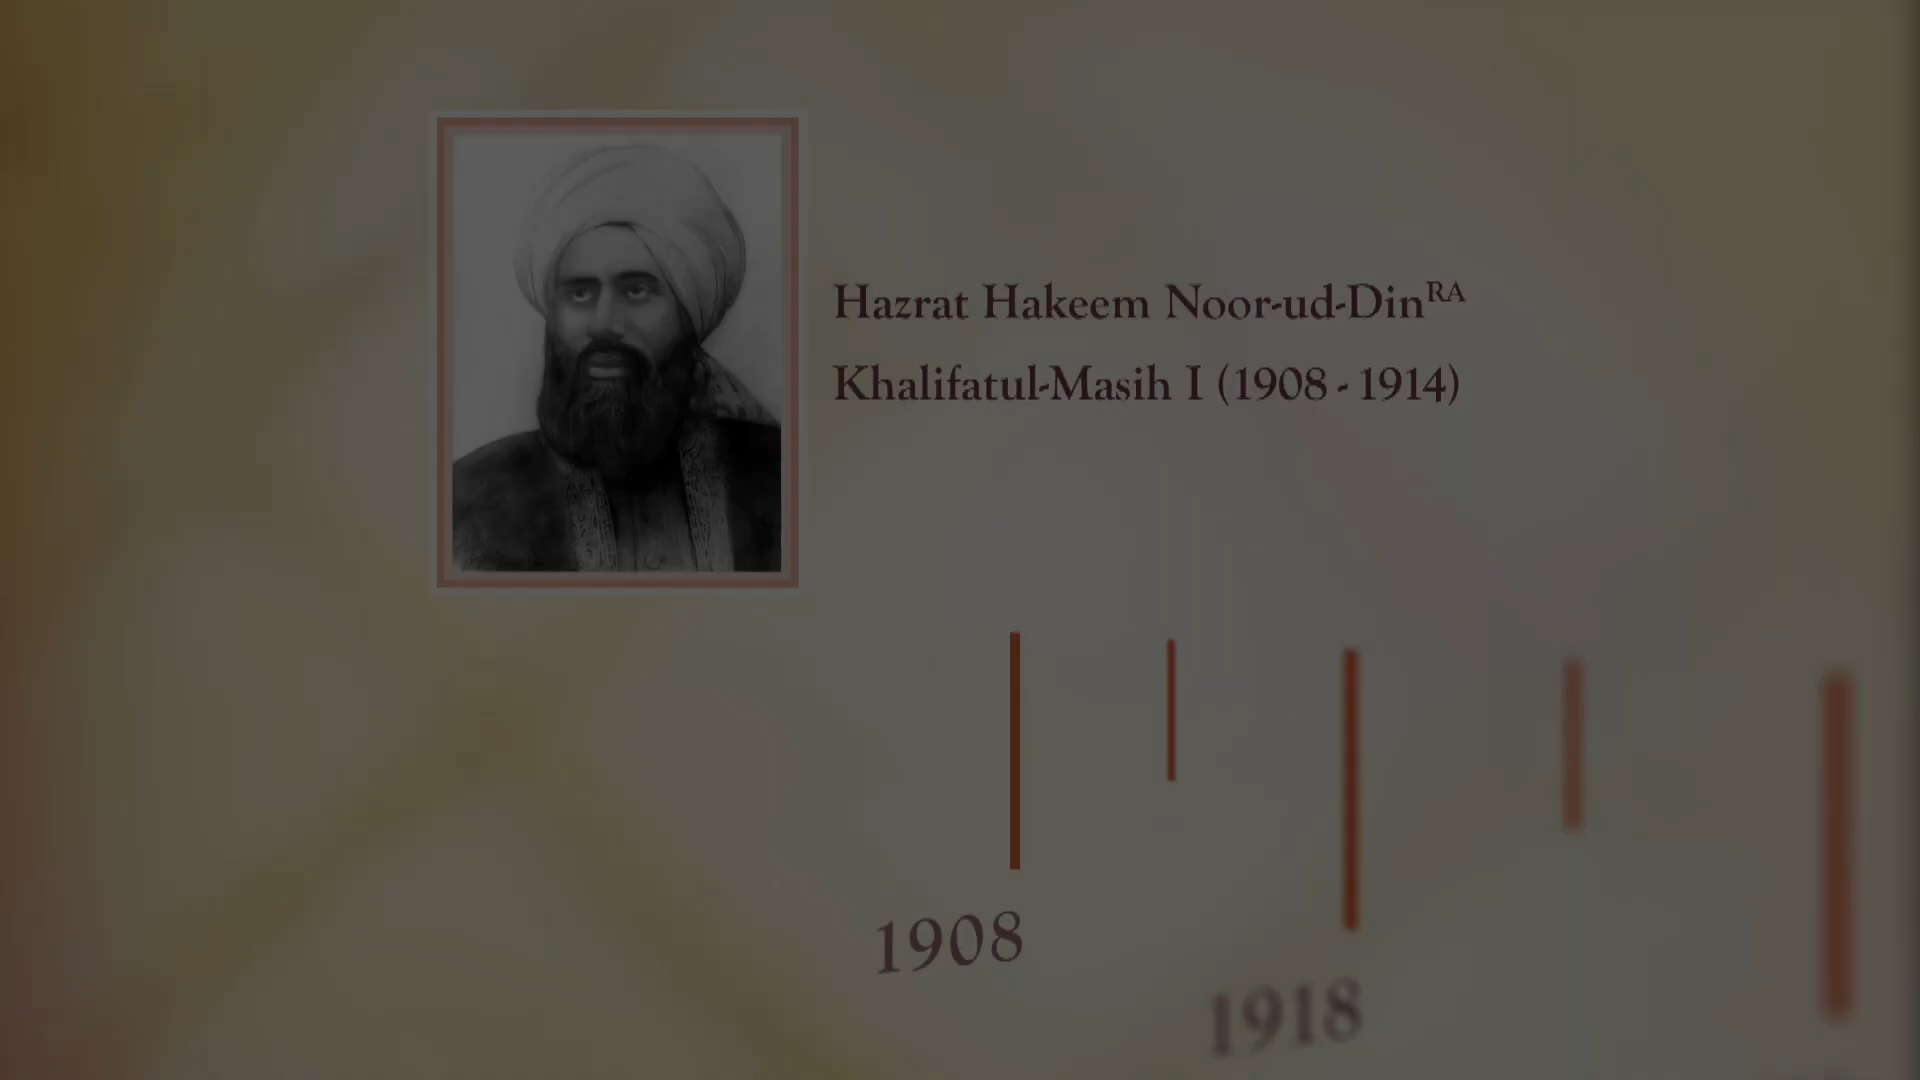 Hazrat Hakeem Noor-ud-Din^RA
Khalifatul-Masih I (1908 - 1914)
1908
1918